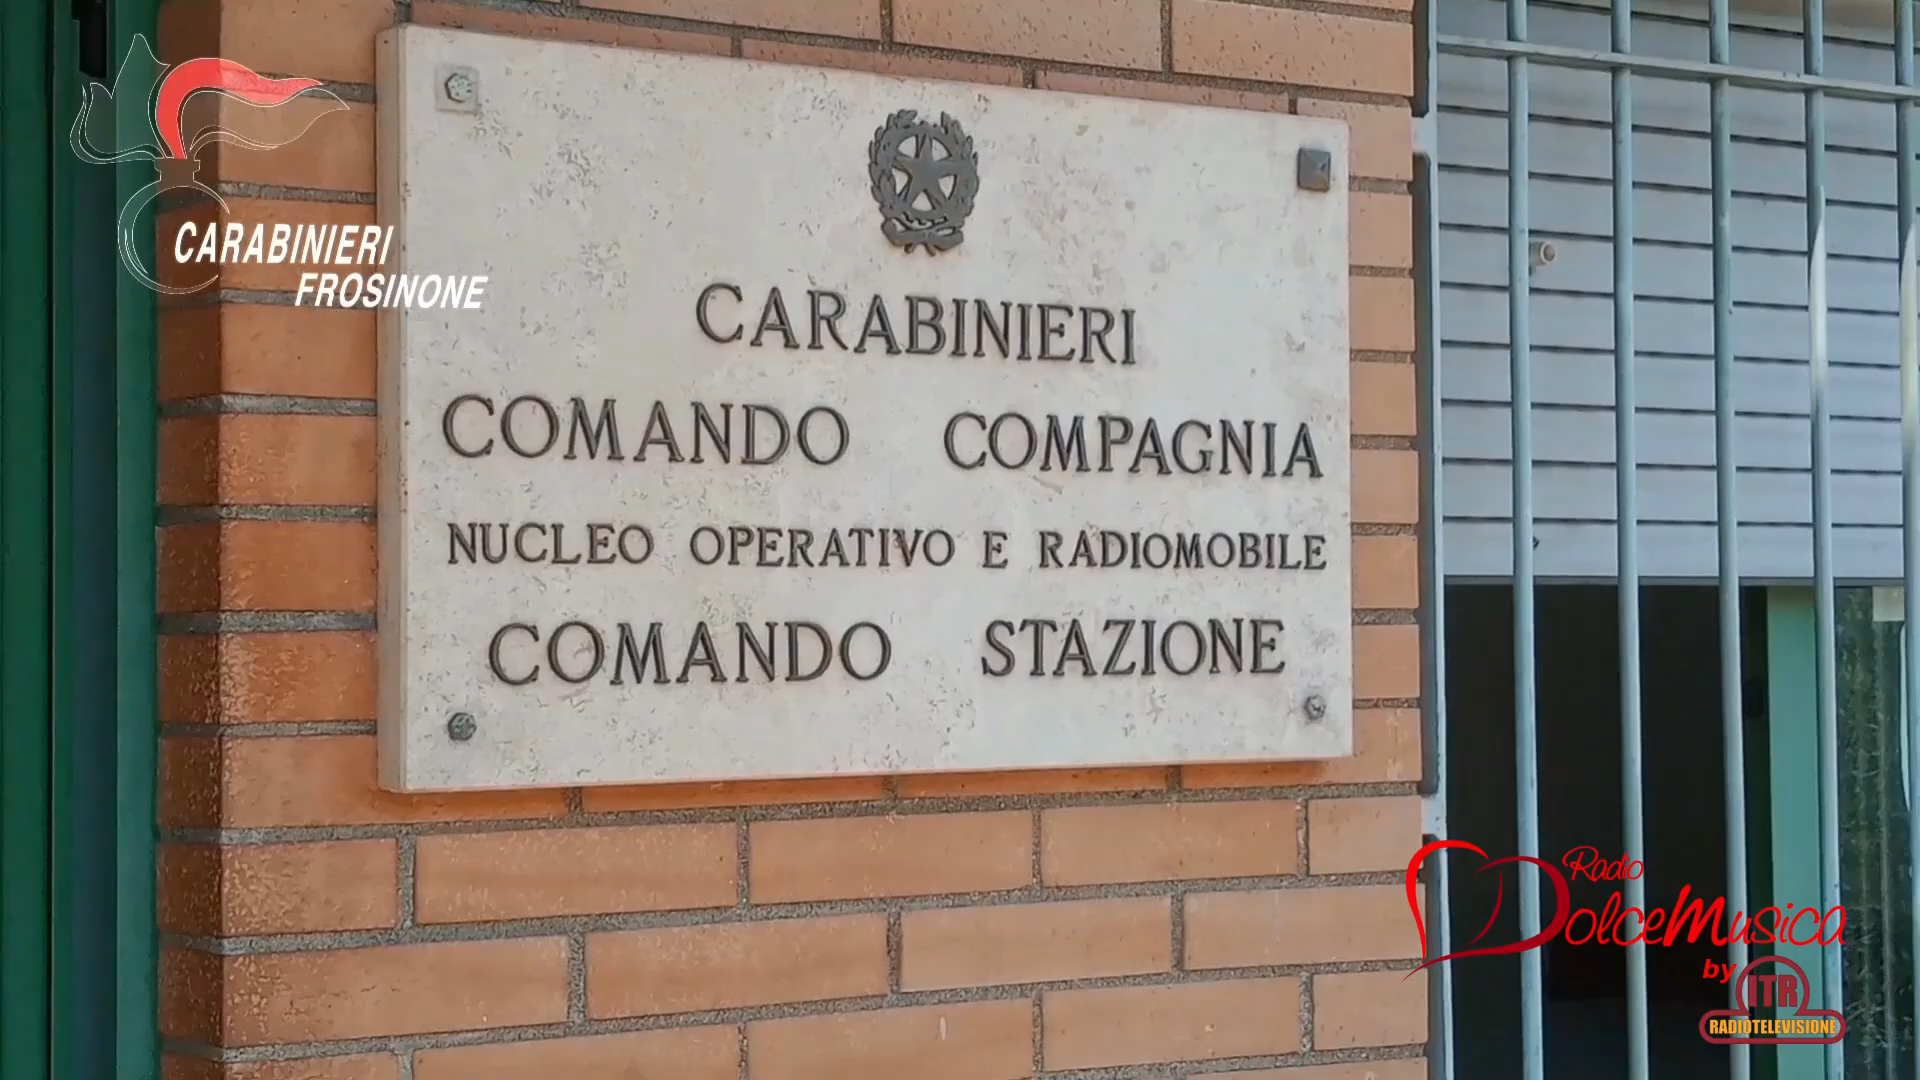 CARABINIERI
FROSINONE
CARABINIERI
COMANDO COMPAGNIA
NUCLEO OPERATIVO E RADIOMOBILE
COMANDO STAZIONE
Radio
DolceMusica
by ITR
RADIOTELEVISIONE